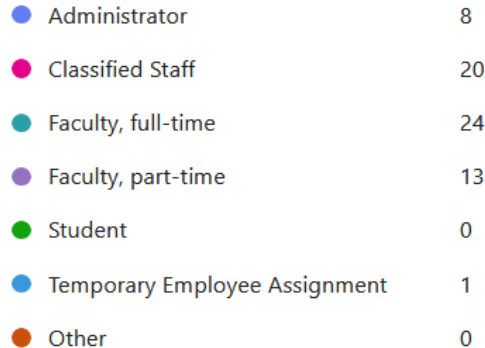 Administrator 8
Classified Staff 20
Faculty, full-time 24
Faculty, part-time 13
Student 0
Temporary Employee Assignment 1
Other 0